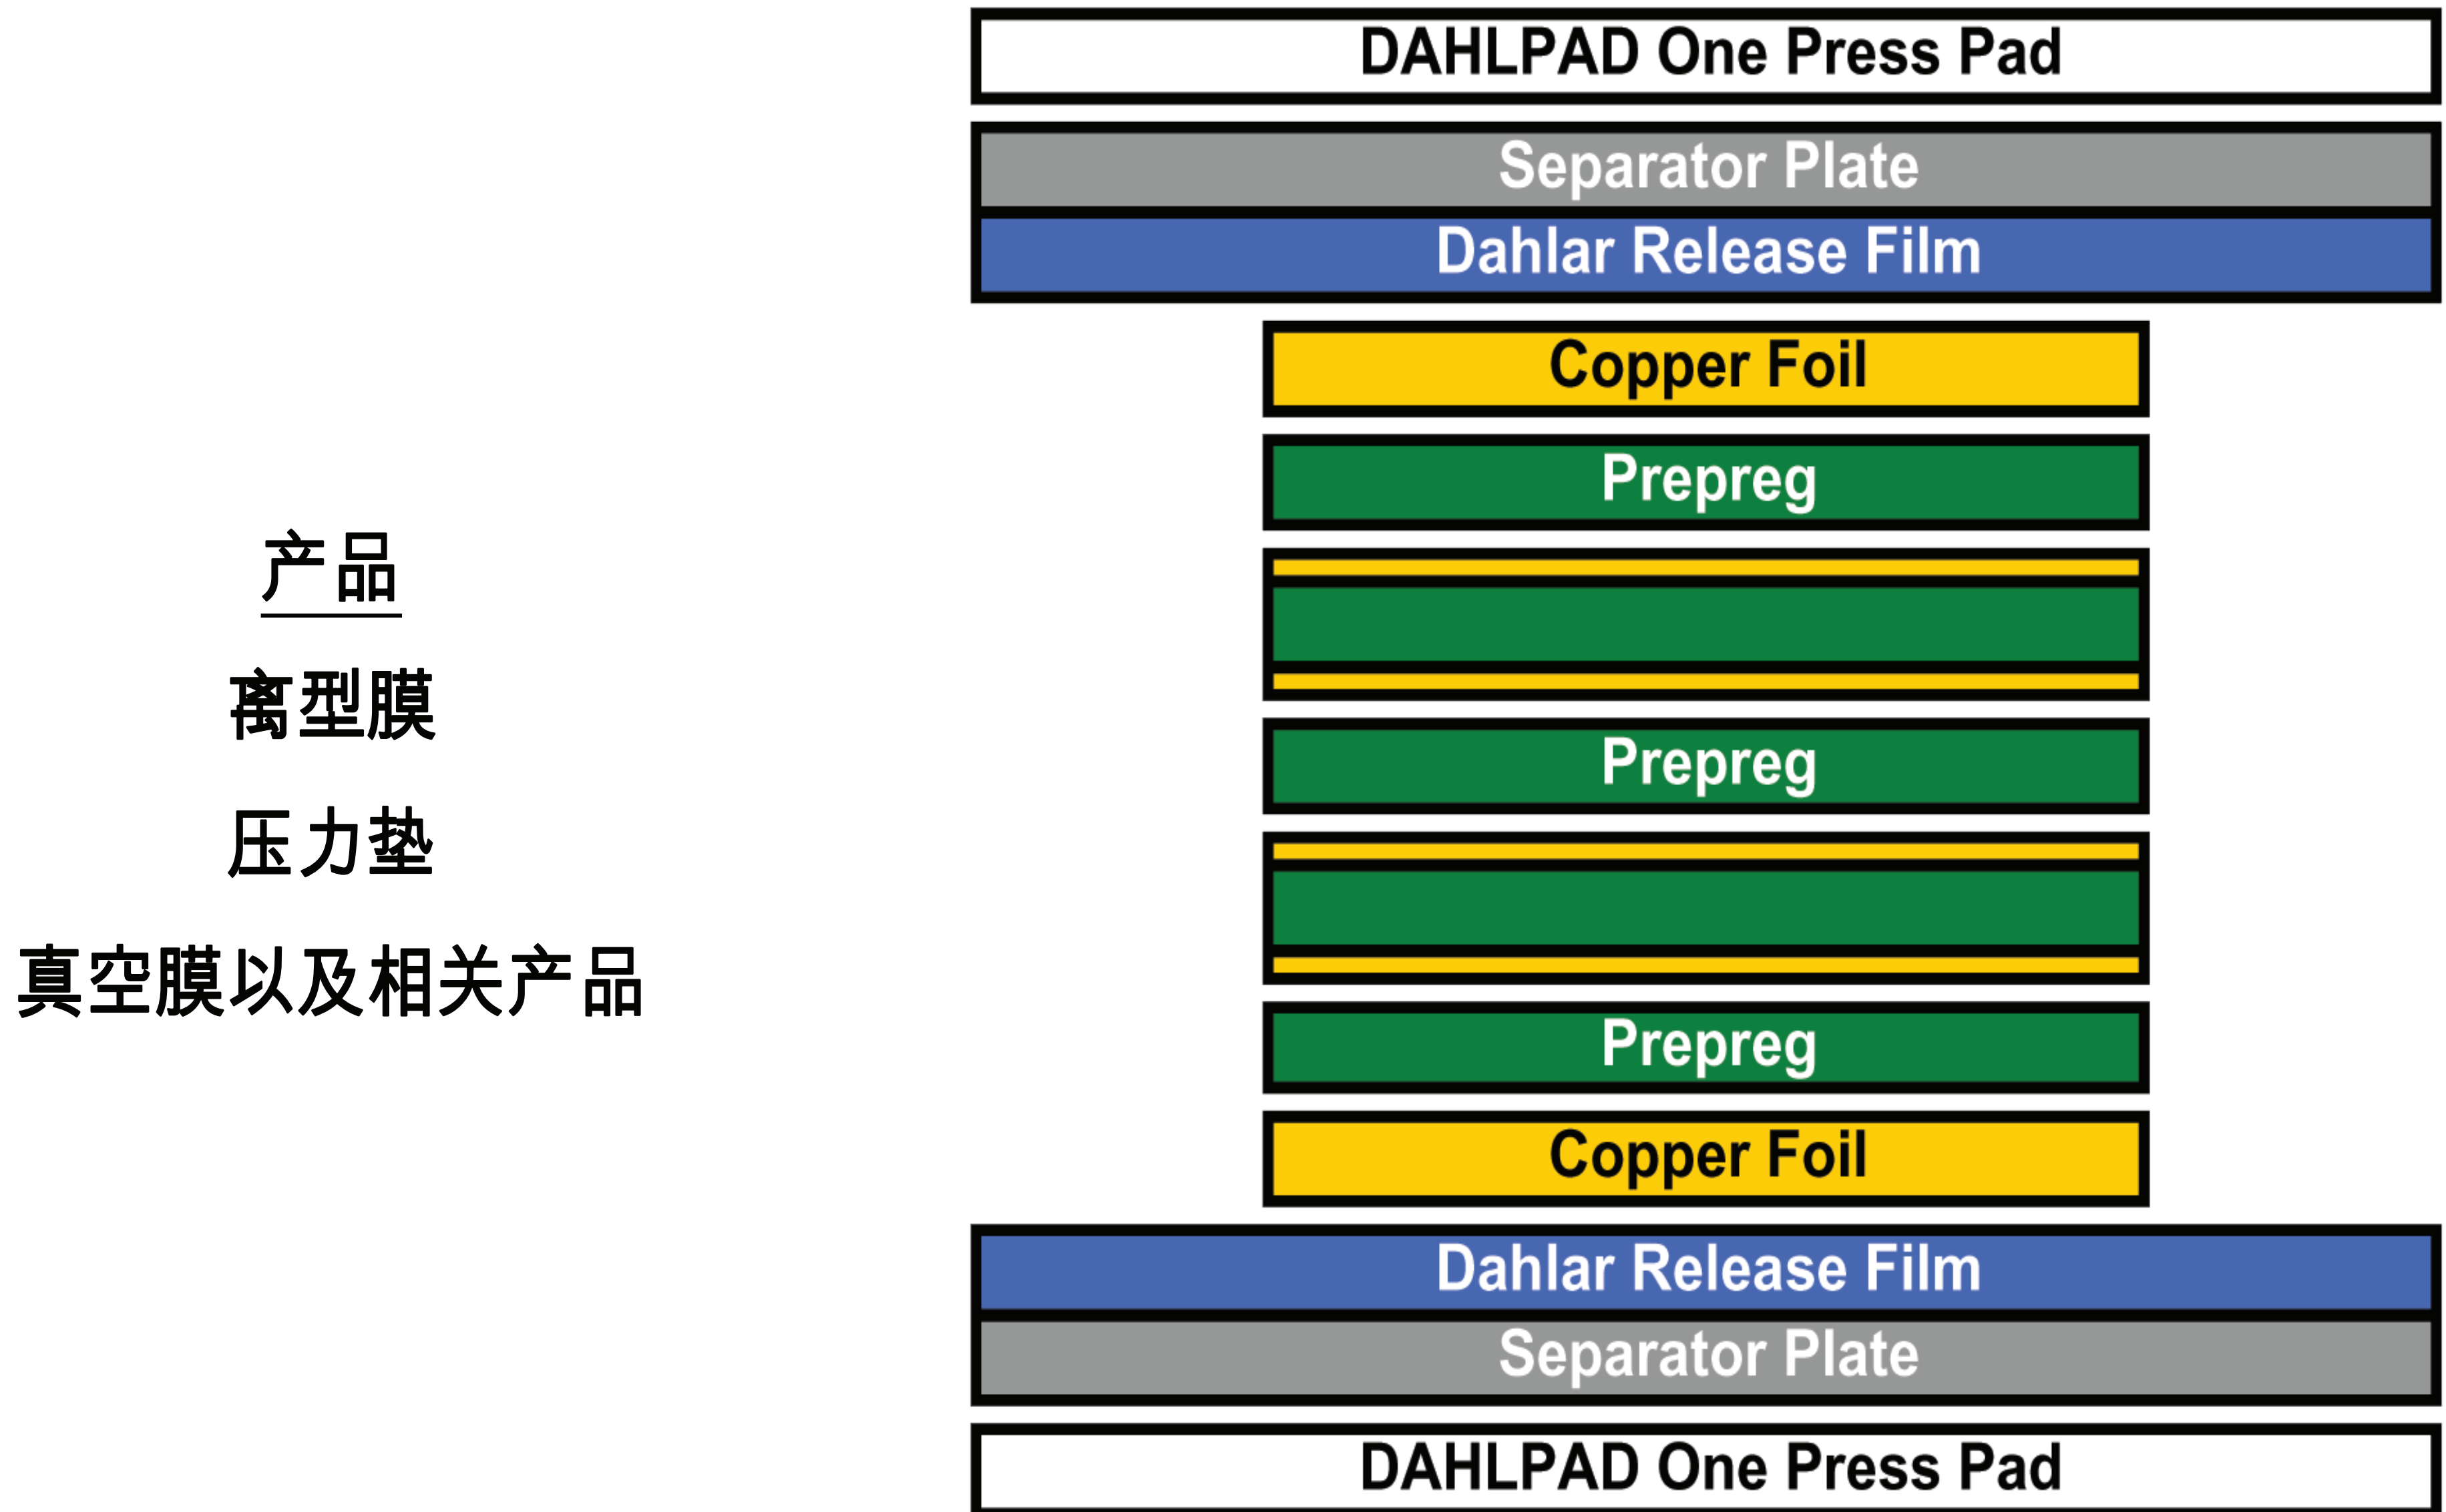 产品
离型膜
压力垫
真空膜以及相关产品
DAHLPAD One Press Pad
Separator Plate
Dahlar Release Film
Copper Foil
Prepreg
Prepreg
Prepreg
Copper Foil
Dahlar Release Film
Separator Plate
DAHLPAD One Press Pad